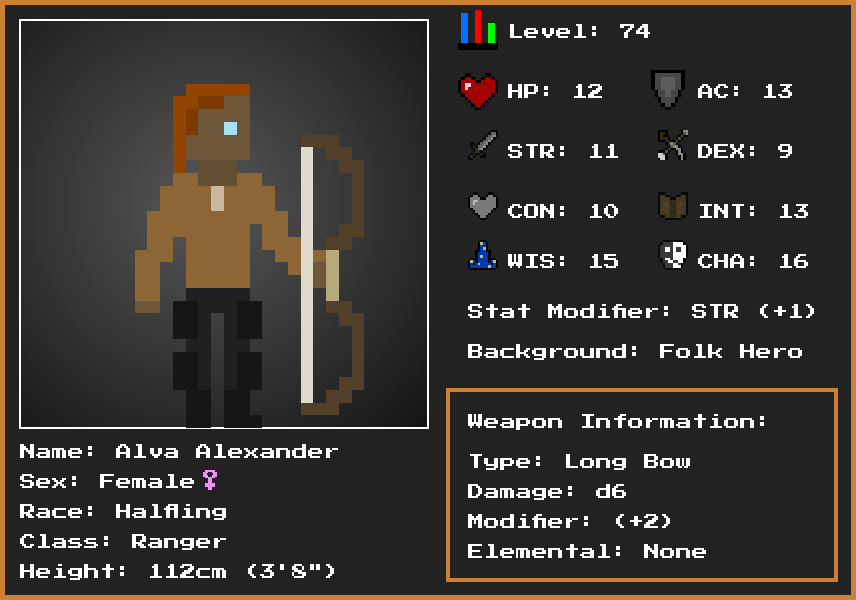 Level: 74
HP: 12
AC: 13
STR: 11
DEX: 9
CON: 10
INT: 13
WIS: 15
CHA: 16
Stat Modifier: STR (+1)
Background: Folk Hero
Weapon Information:
Type: Long Bow
Damage: d6
Modifier: (+2)
Elemental: None
Name: Alva Alexander
Sex: Female♀
Race: Halfling
Class: Ranger
Height: 112cm (3'8")